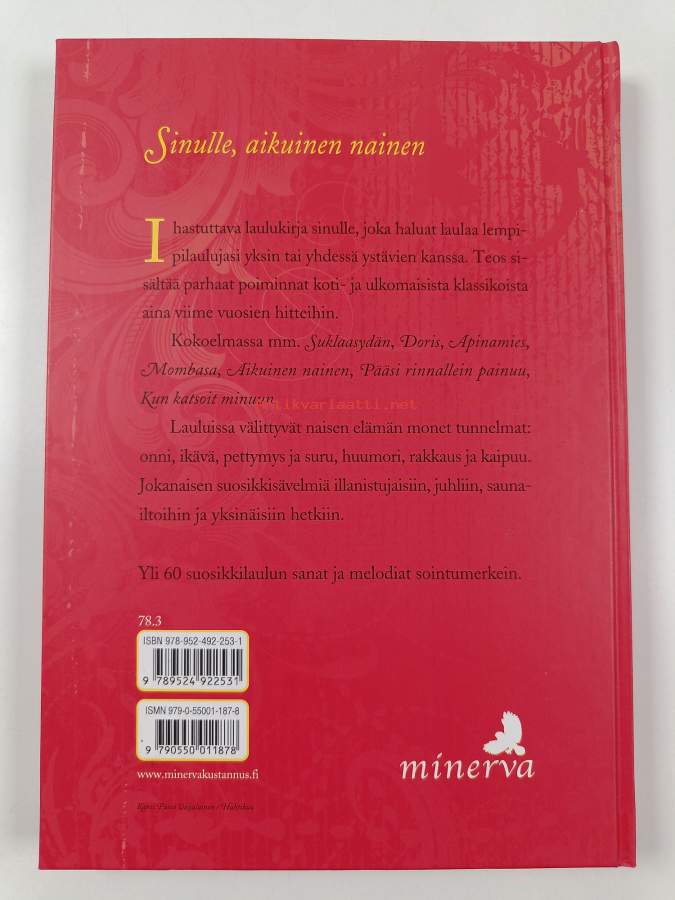 Sinulle, aikuinen nainen
Ihastuttava laulukirja sinulle, joka haluat laulaa lempi-
pilaulujasi yksin tai yhdessä ystävien kanssa. Teos si-
sältää parhaat poiminnat koti- ja ulkomaisista klassikoista
aina viime vuosien hitteihin.
Kokoelmassa mm. Suklaasydän, Doris, Apinamies,
Mombasa, Aikuinen nainen, Pääsi rinnallein painuu,
Kun katsoit minuun.
antikvariaatti.net
Lauluissa välittyvät naisen elämän monet tunnelmat:
onni, ikävä, pettymys ja suru, huumori, rakkaus ja kaipuu.
Jokanaisen suosikkisävelmiä illanistujaisiin, juhliin, sauna-
iltoihin ja yksinäisiin hetkiin.
Yli 60 suosikkilaulun sanat ja melodiat sointumerkein.
78.3
ISBN 978-952-492-253-1
9 789524 922531
ISMN 979-0-55001-187-8
9 790550 011878
www.minervakustannus.fi
minerva
Kansi: Taina